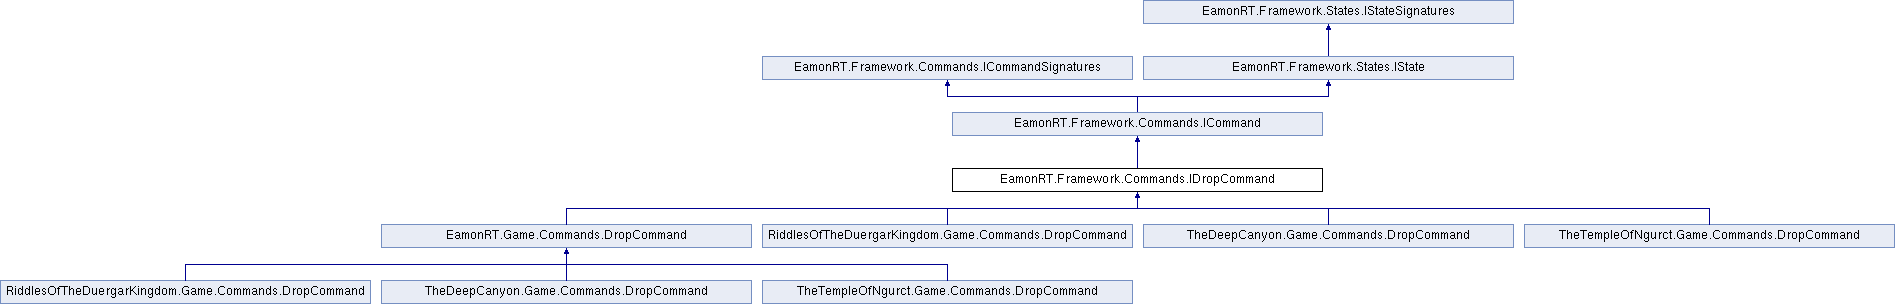 EamonRT.Framework.States.IStateSignatures
EamonRT.Framework.Commands.ICommandSignatures
EamonRT.Framework.States.IState
EamonRT.Framework.Commands.ICommand
EamonRT.Framework.Commands.IDropCommand
EamonRT.Game.Commands.DropCommand
RiddlesOfTheDuergarKingdom.Game.Commands.DropCommand
TheDeepCanyon.Game.Commands.DropCommand
TheTempleOfNgurct.Game.Commands.DropCommand
RiddlesOfTheDuergarKingdom.Game.Commands.DropCommand
TheDeepCanyon.Game.Commands.DropCommand
TheTempleOfNgurct.Game.Commands.DropCommand